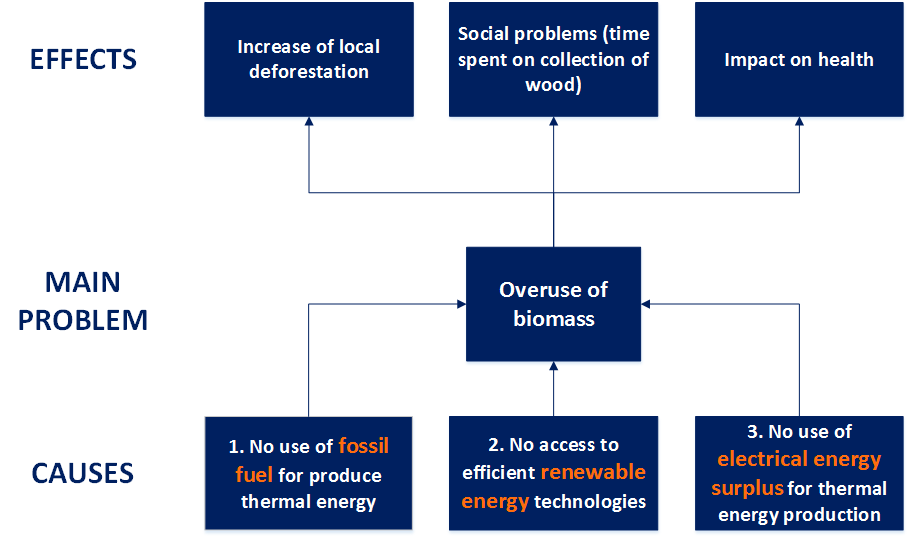 EFFECTS
Increase of local
deforestation
Social problems (time
spent on collection of
wood)
Impact on health
MAIN
PROBLEM
Overuse of
biomass
CAUSES
1. No use of fossil
fuel for produce
thermal energy
2. No access to
efficient renewable
energy technologies
3. No use of
electrical energy
surplus for thermal
energy production